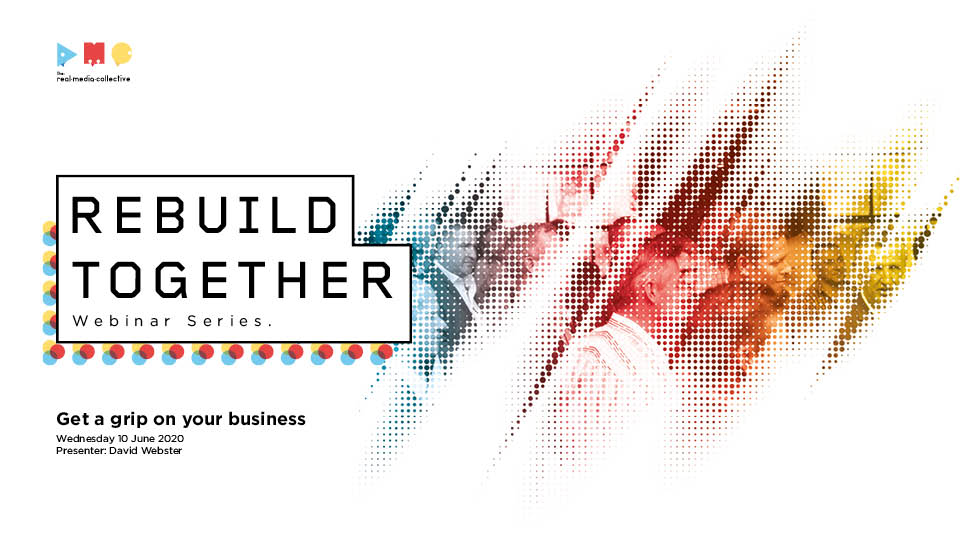 the
real-media-collective
REBUILD
TOGETHER
Webinar Series.
Get a grip on your business
Wednesday 10 June 2020
Presenter: David Webster